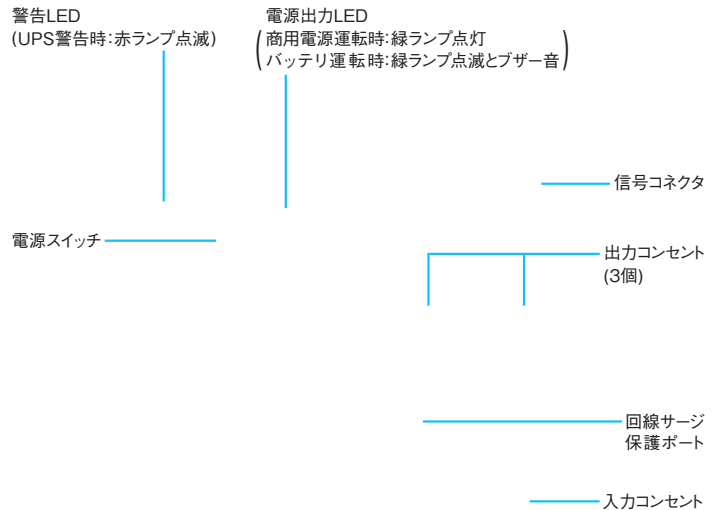 警告LED
(UPS警告時:赤ランプ点滅)
電源出力LED
(商用電源運転時:緑ランプ点灯
バッテリ運転時:緑ランプ点滅とブザー音)
信号コネクタ
電源スイッチ
出力コンセント
(3個)
回線サージ
保護ポート
入力コンセント